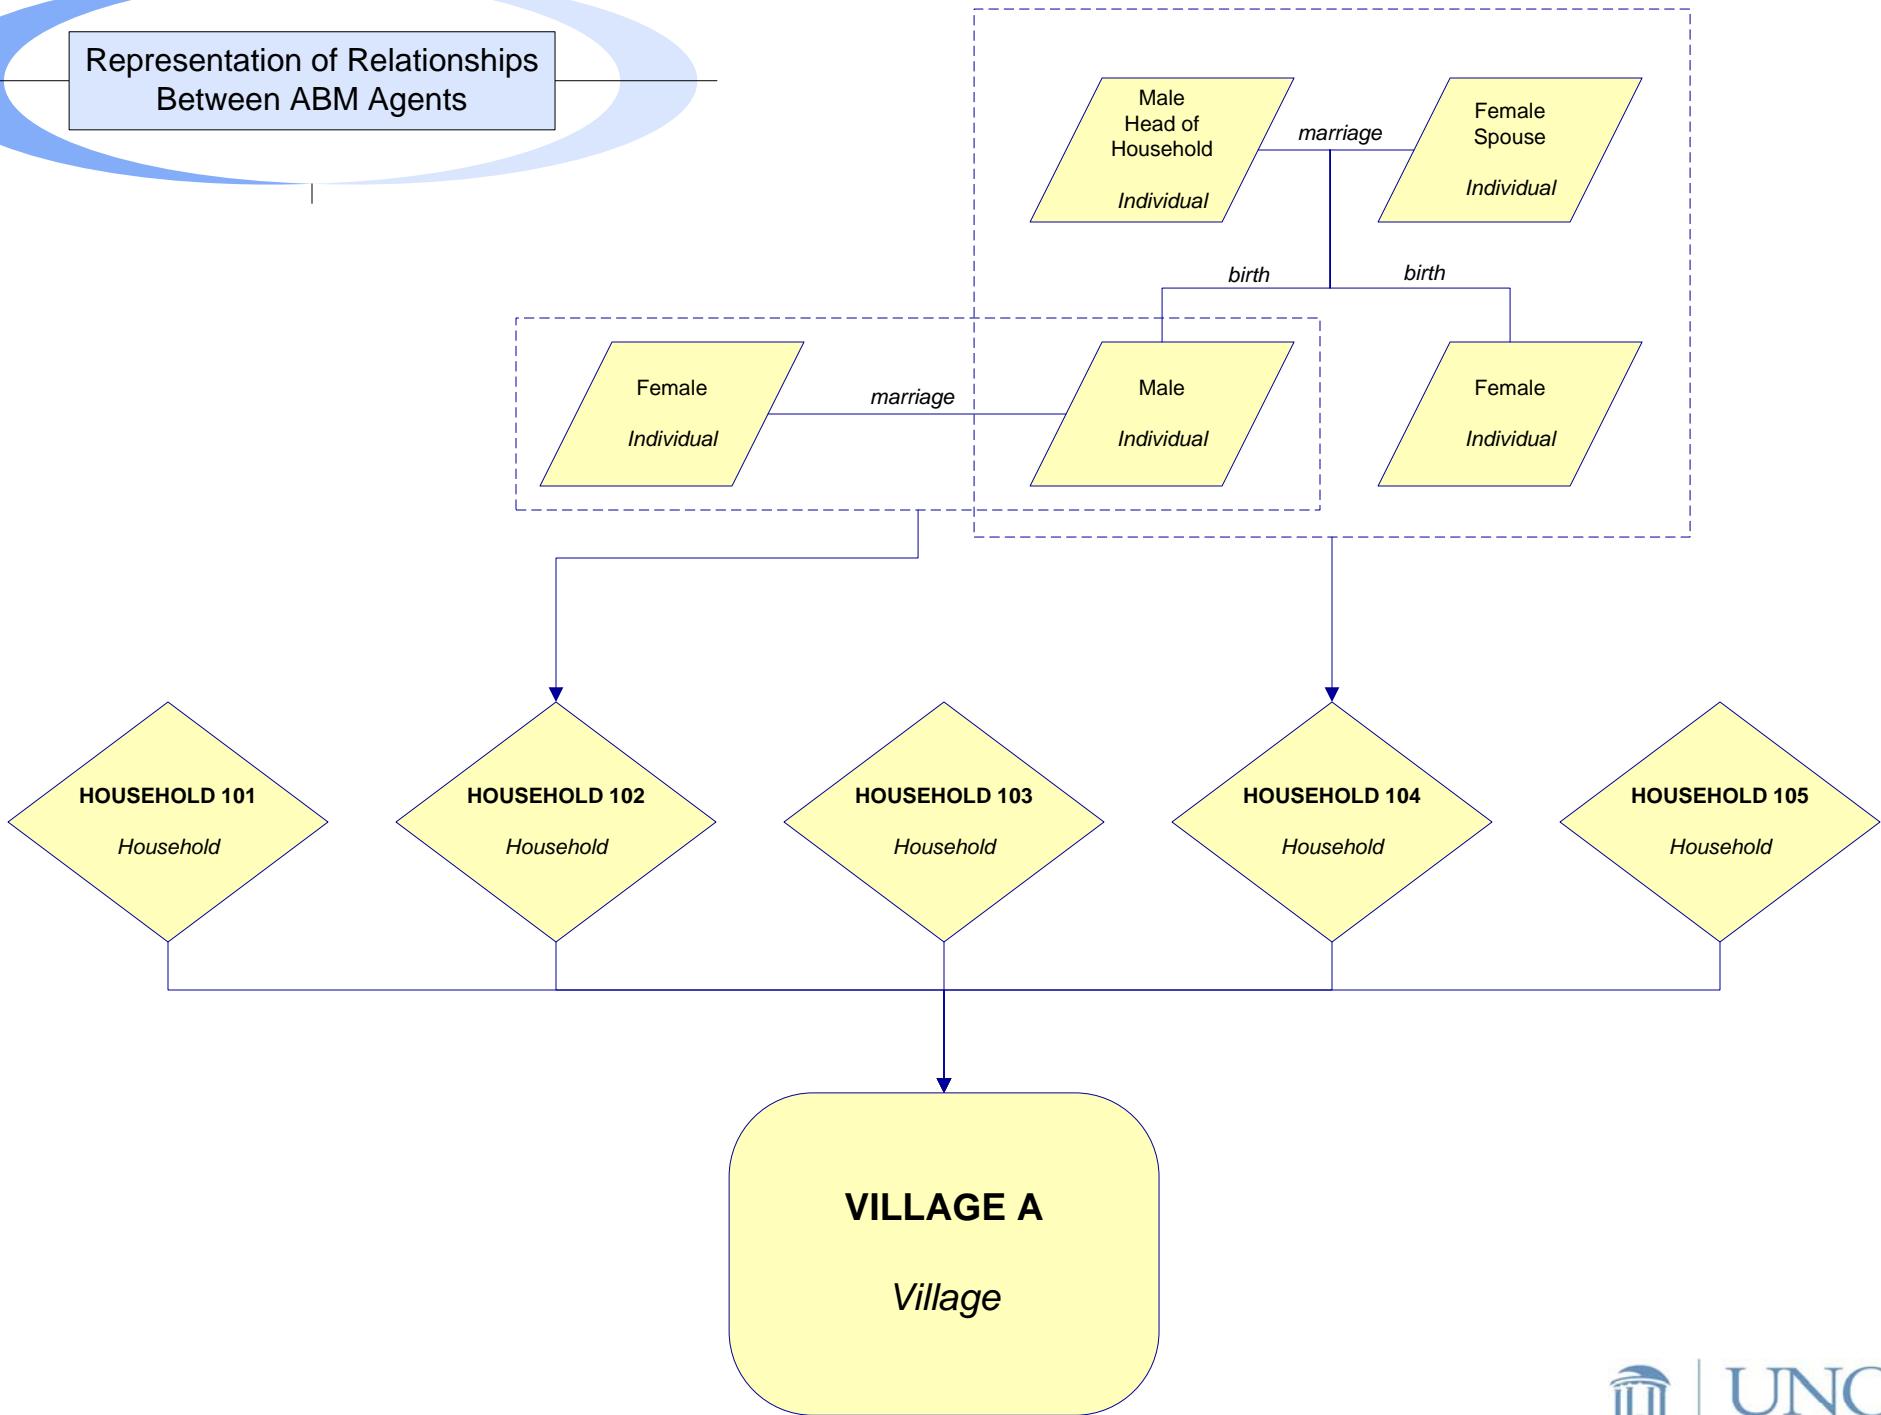 Representation of Relationships
Between ABM Agents
Male
Head of
Household
Individual
marriage
Female
Spouse
Individual
birth
birth
Female
Individual
marriage
Male
Individual
Female
Individual
HOUSEHOLD 101
Household
HOUSEHOLD 102
Household
HOUSEHOLD 103
Household
HOUSEHOLD 104
Household
HOUSEHOLD 105
Household
VILLAGE A
Village
UNC